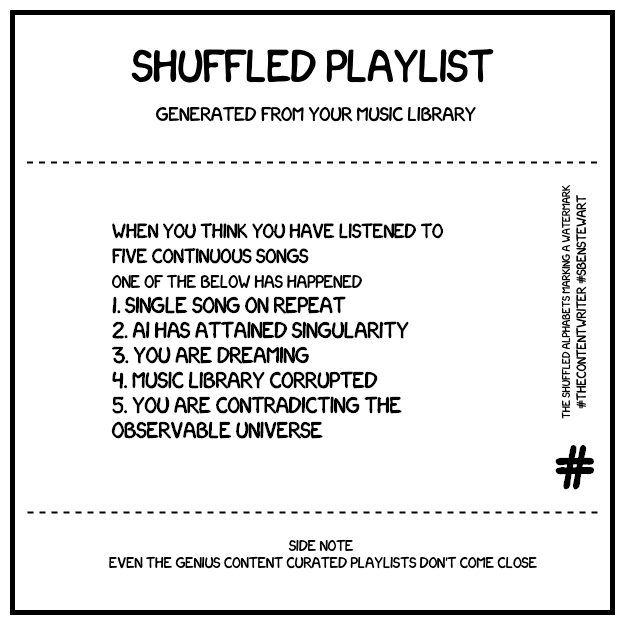 SHUFFLED PLAYLIST
GENERATED FROM YOUR MUSIC LIBRARY
WHEN YOU THINK YOU HAVE LISTENED TO
FIVE CONTINUOUS SONGS
ONE OF THE BELOW HAS HAPPENED
1. SINGLE SONG ON REPEAT
2. AI HAS ATTAINED SINGULARITY
3. YOU ARE DREAMING
4. MUSIC LIBRARY CORRUPTED
5. YOU ARE CONTRADICTING THE
OBSERVABLE UNIVERSE
THE SHUFFLED ALPHABETS MARKING A WATERMARK
#THECONTENTWRITER #SBENSTEWART
#
SIDE NOTE
EVEN THE GENIUS CONTENT CURATED PLAYLISTS DON'T COME CLOSE